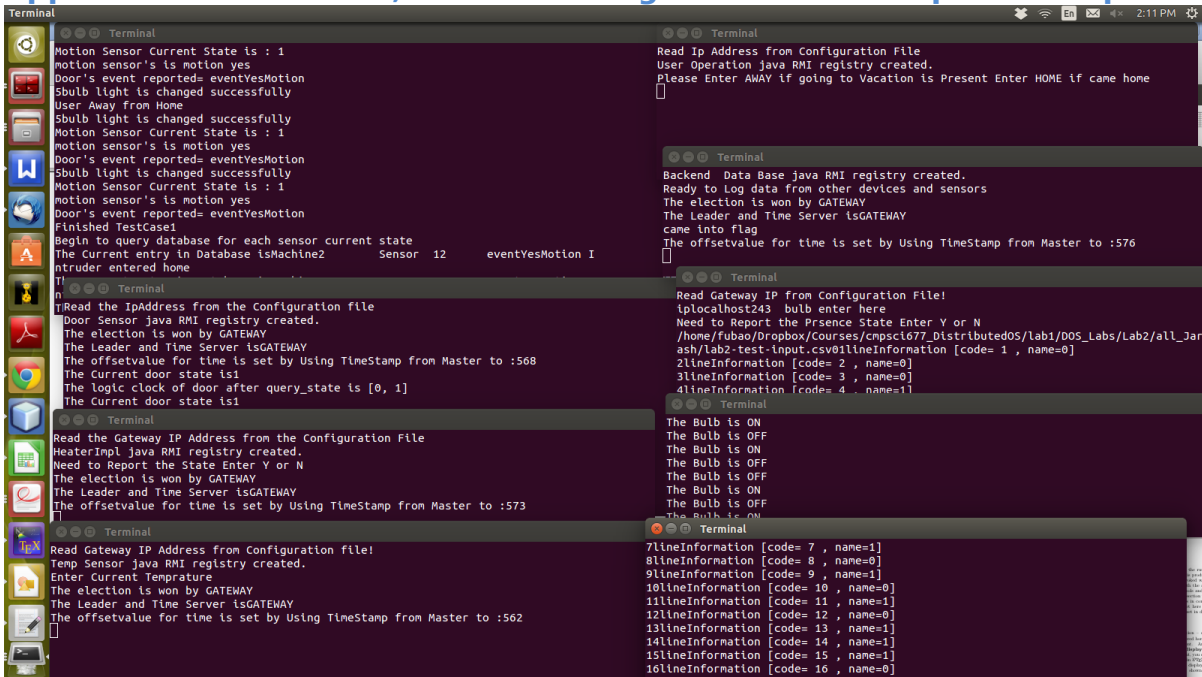 Terminal
En
2:11 PM
Terminal
Motion Sensor Current State is : 1
motion sensor's is motion yes
Door's event reported= eventYesMotion
5bulb light is changed successfully
User Away from Home
5bulb light is changed successfully
Motion Sensor Current State is : 1
motion sensor's is motion yes
Door's event reported= eventYesMotion
5bulb light is changed successfully
Motion Sensor Current State is : 1
motion sensor's is motion yes
Door's event reported= eventYesMotion
Finished TestCase1
Begin to query database for each sensor current state
The Current entry in Database isMachine2 Sensor 12 eventYesMotion I
ntruder entered home
Terminal
Read the IpAddress from the Configuration file
Door Sensor java RMI registry created.
The election is won by GATEWAY
The Leader and Time Server isGATEWAY
The offsetvalue for time is set by Using TimeStamp from Master to :568
The Current door state is1
The logic clock of door after query_state is [0, 1]
The Current door state is1
Terminal
Read the Gateway IP Address from the Configuration File
HeaterImpl java RMI registry created.
Need to Report the State Enter Y or N
The election is won by GATEWAY
The Leader and Time Server isGATEWAY
The offsetvalue for time is set by Using TimeStamp from Master to :573
Terminal
Read Gateway IP Address from Configuration file!
Temp Sensor java RMI registry created.
Enter Current Temprature
The election is won by GATEWAY
The Leader and Time Server isGATEWAY
The offsetvalue for time is set by Using TimeStamp from Master to :562
Terminal
Read Ip Address from Configuration File
User Operation java RMI registry created.
Please Enter AWAY if going to Vacation is Present Enter HOME if came home
Terminal
Backend Data Base java RMI registry created.
Ready to Log data from other devices and sensors
The election is won by GATEWAY
The Leader and Time Server isGATEWAY
came into flag
The offsetvalue for time is set by Using TimeStamp from Master to :576
Terminal
Read Gateway IP from Configuration File!
iplocalhost243 bulb enter here
Need to Report the Prsence State Enter Y or N
/home/fubao/Dropbox/Courses/cmpsci677_DistributedOS/lab1/DOS_Labs/Lab2/all_Jar
ash/lab2-test-input.csv01lineInformation [code= 1 , name=0]
2lineInformation [code= 2 , name=0]
3lineInformation [code= 3 , name=0]
4lineInformation [code= 4 , name=1]
Terminal
The Bulb is ON
The Bulb is OFF
The Bulb is ON
The Bulb is OFF
The Bulb is OFF
The Bulb is ON
The Bulb is OFF
The Bulb is ON
Terminal
7lineInformation [code= 7 , name=1]
8lineInformation [code= 8 , name=0]
9lineInformation [code= 9 , name=1]
10lineInformation [code= 10 , name=0]
11lineInformation [code= 11 , name=1]
12lineInformation [code= 12 , name=0]
13lineInformation [code= 13 , name=1]
14lineInformation [code= 14 , name=1]
15lineInformation [code= 15 , name=1]
16lineInformation [code= 16 , name=0]